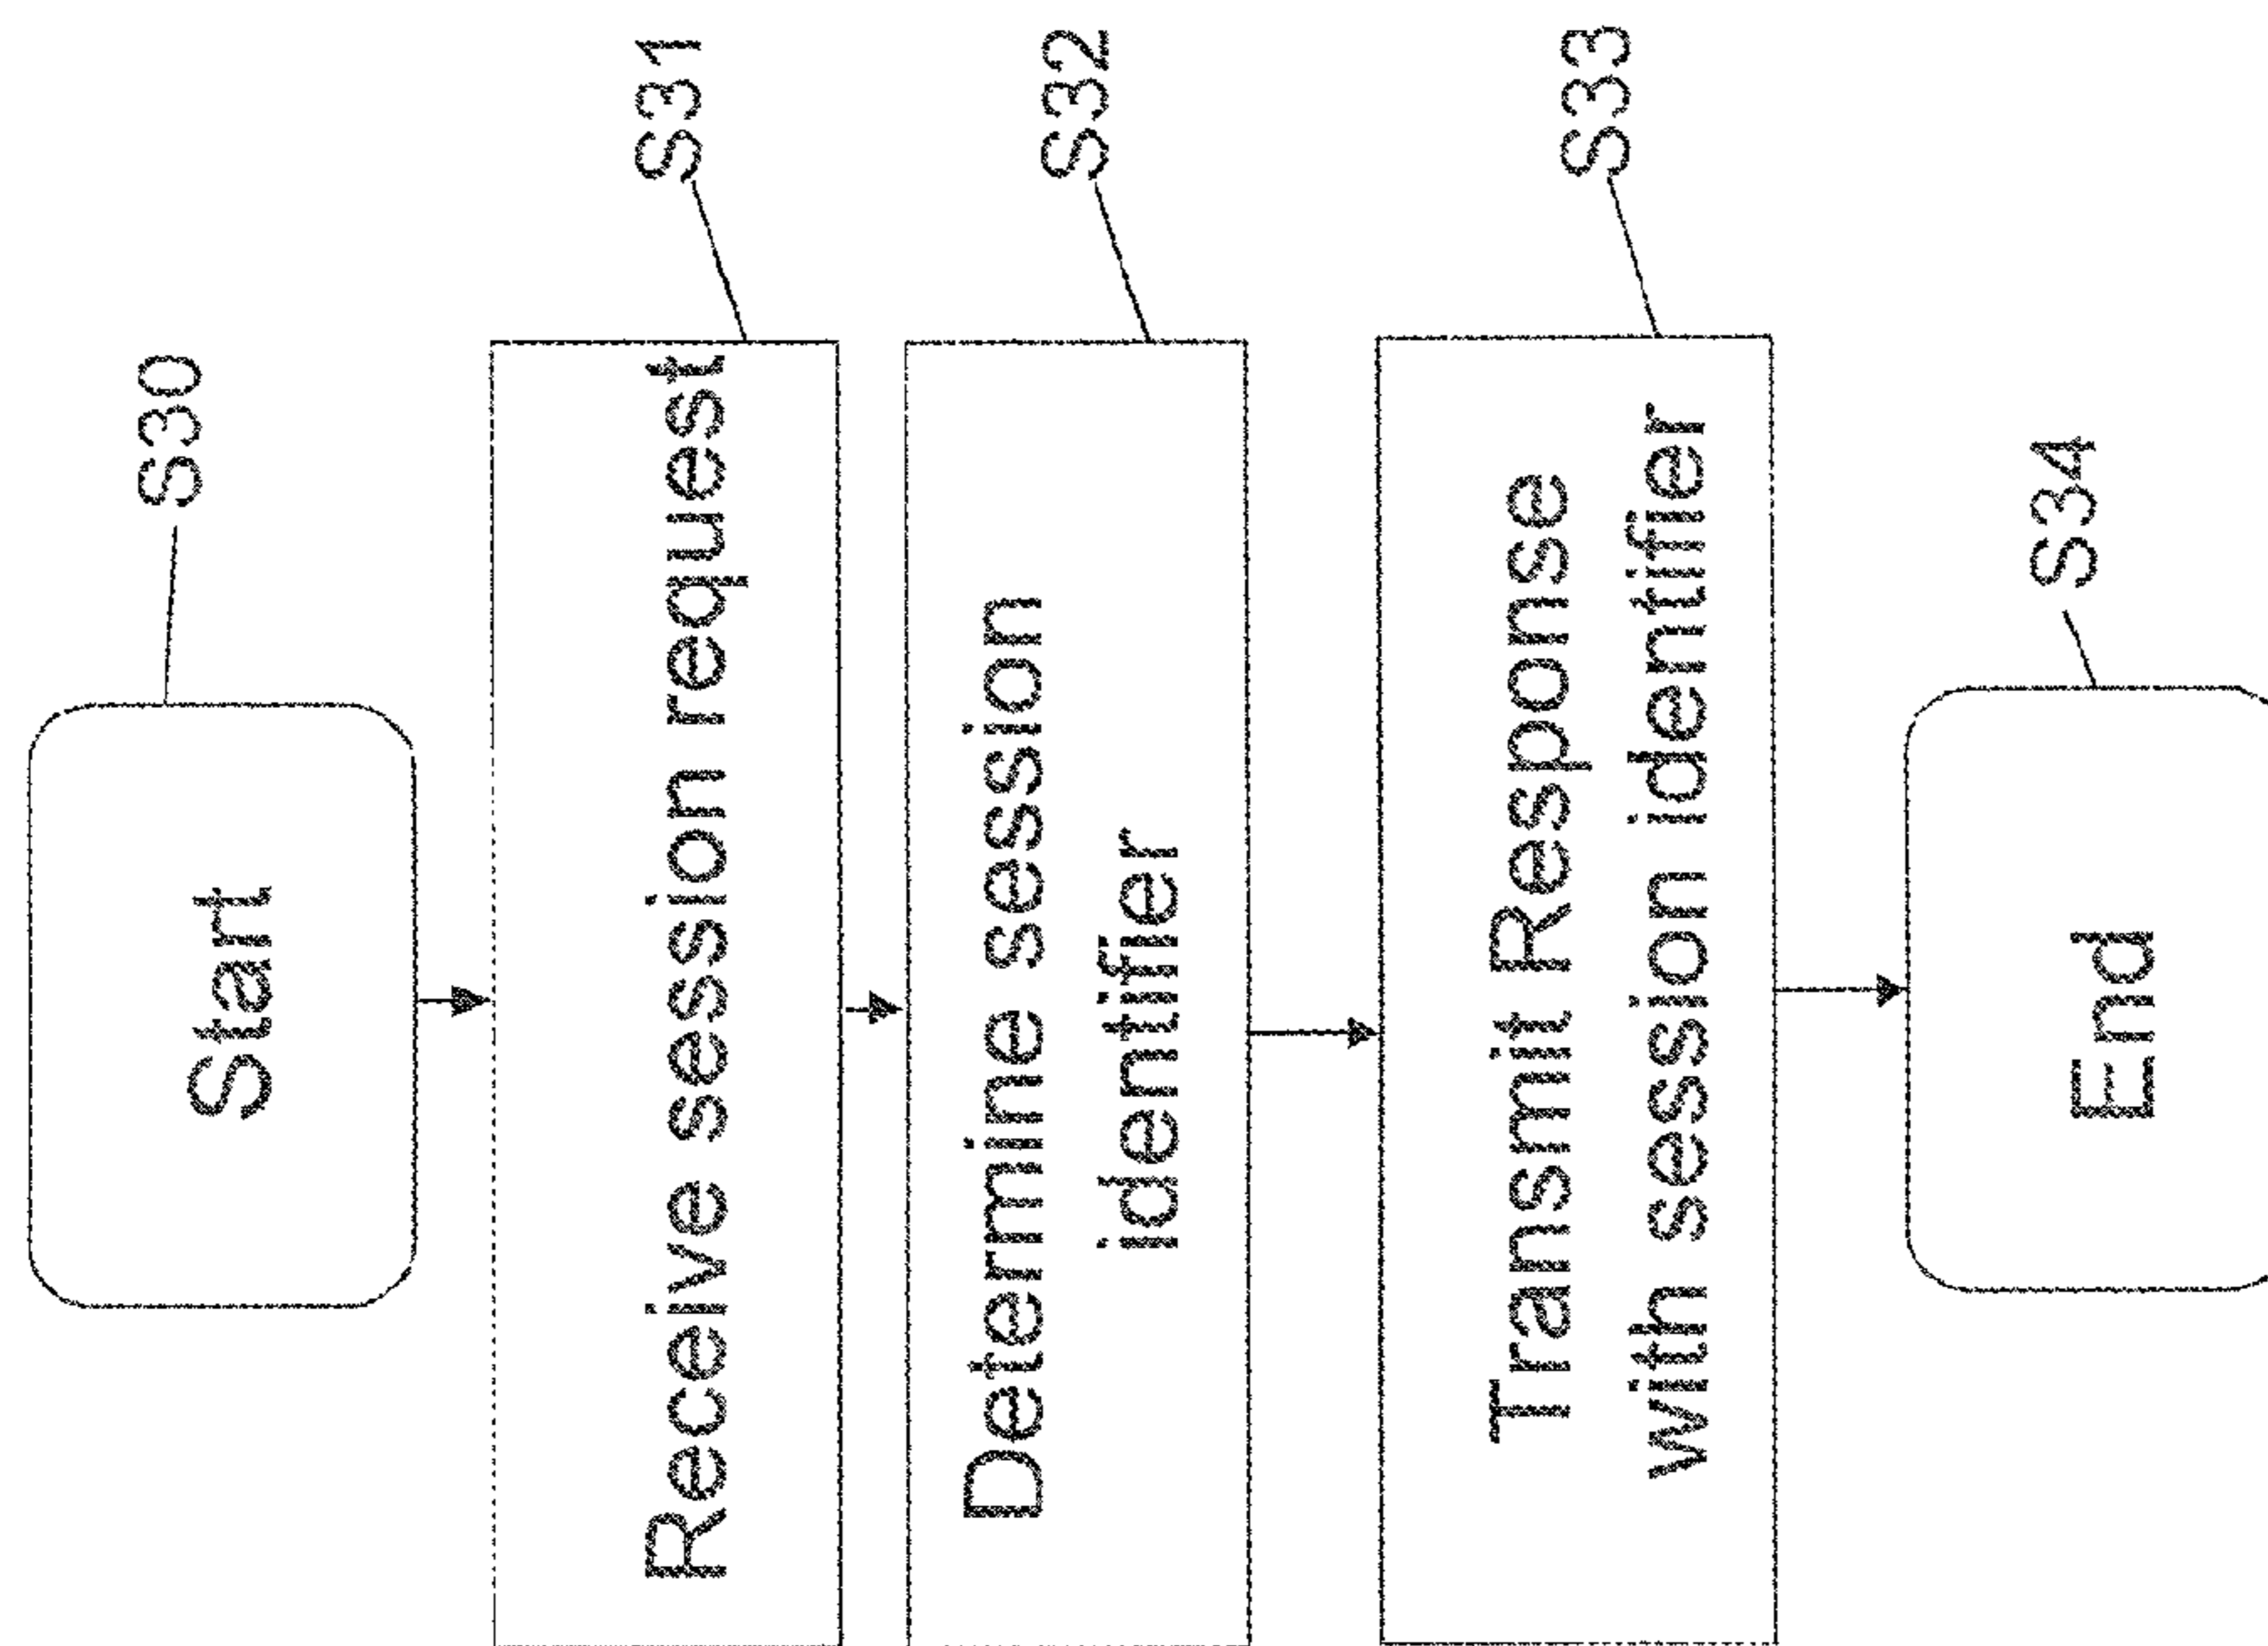 Start
S30
Receive session request
S31
Determine session
identifier
S32
Transmit Response
with session identifier
S33
End
S34